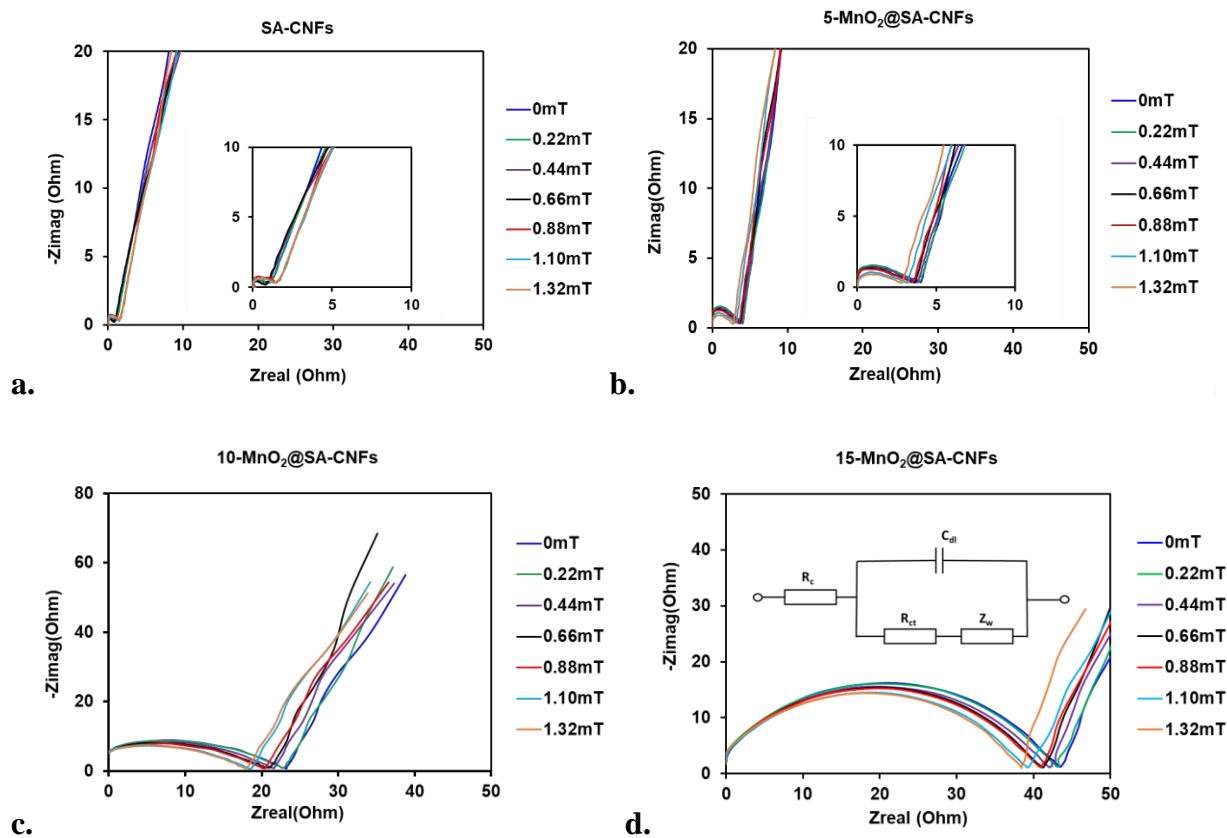 SA-CNFs
20
15
10
5
0
-Zimag (Ohm)
0 10 20 30 40 50
Zreal (Ohm)
10
5
0
0 5 10
0mT
0.22mT
0.44mT
0.66mT
0.88mT
1.10mT
1.32mT
a.
5-MnO₂@SA-CNFs
20
15
10
5
0
Zimag(Ohm)
0 10 20 30 40 50
Zreal(Ohm)
10
5
0
0 5 10
0mT
0.22mT
0.44mT
0.66mT
0.88mT
1.10mT
1.32mT
b.
10-MnO₂@SA-CNFs
80
60
40
20
0
-Zimag(Ohm)
0 10 20 30 40 50
Zreal(Ohm)
0mT
0.22mT
0.44mT
0.66mT
0.88mT
1.10mT
1.32mT
c.
15-MnO₂@SA-CNFs
50
40
30
20
10
0
-Zimag(Ohm)
0 10 20 30 40 50
Zreal(Ohm)
C_dl
R_c
R_ct Z_w
0mT
0.22mT
0.44mT
0.66mT
0.88mT
1.10mT
1.32mT
d.